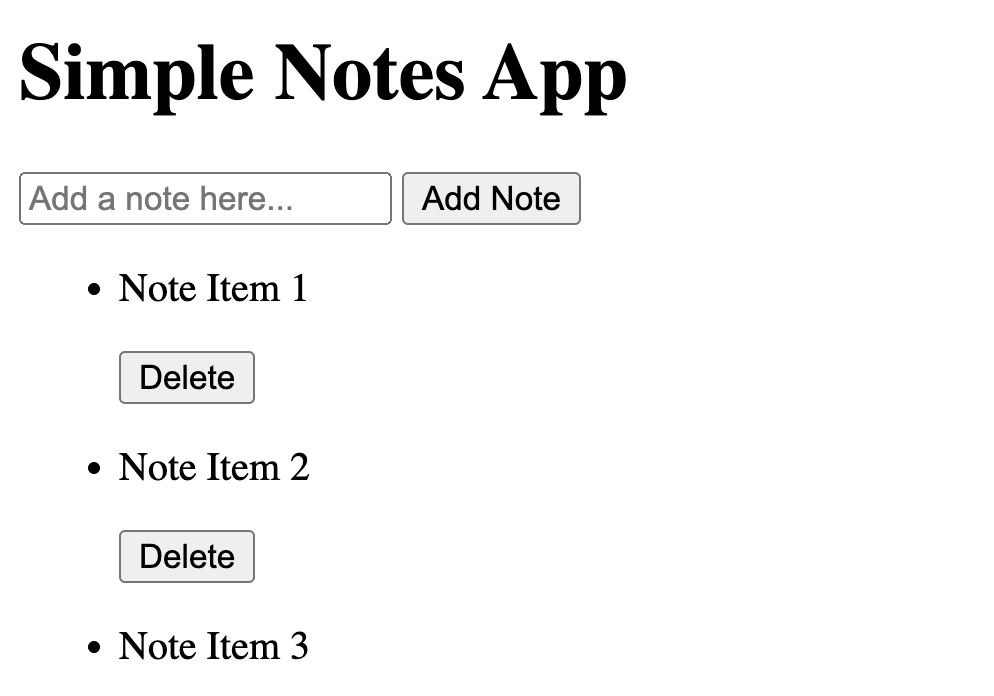 Simple Notes App
Add a note here... Add Note
Note Item 1
Delete
Note Item 2
Delete
Note Item 3